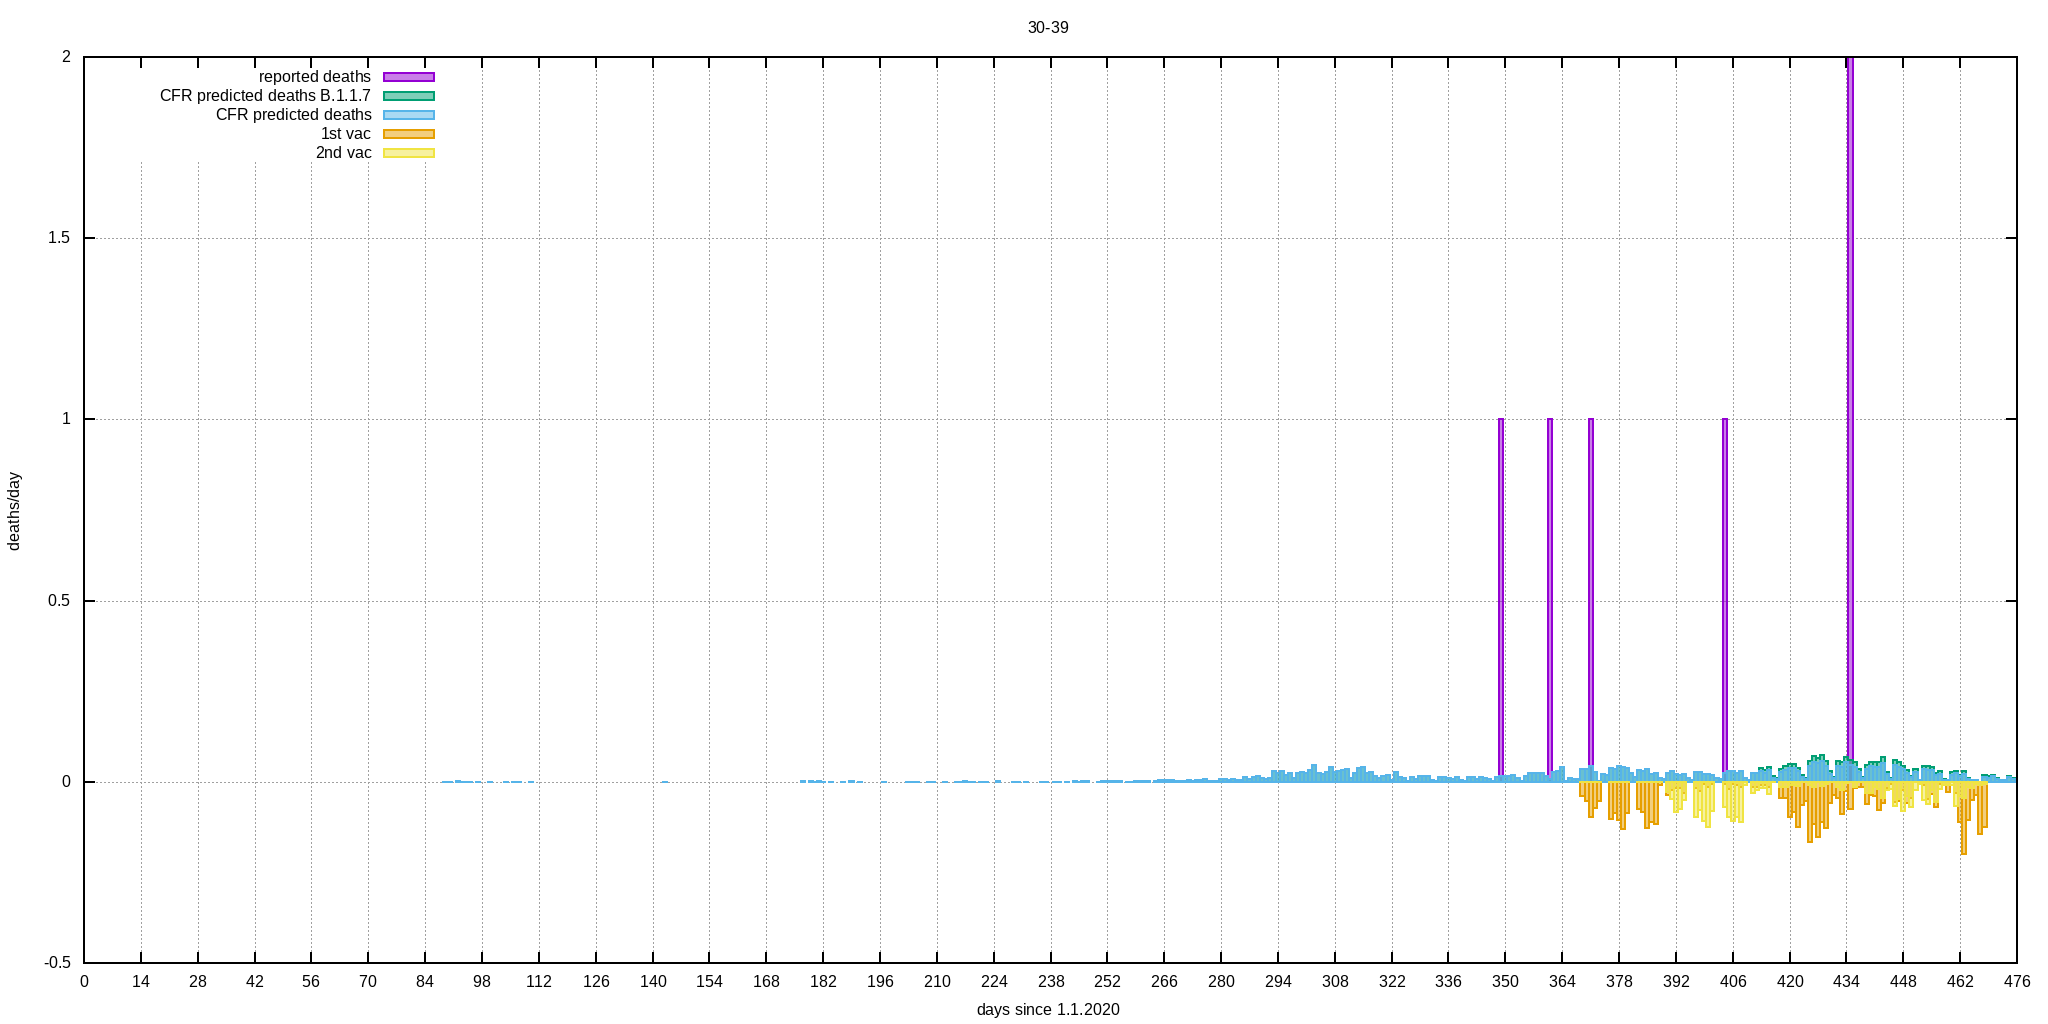 30-39
2
reported deaths
CFR predicted deaths B.1.1.7
CFR predicted deaths
1st vac
2nd vac
1.5
1
0.5
0
-0.5
deaths/day
0 14 28 42 56 70 84 98 112 126 140 154 168 182 196 210 224 238 252 266 280 294 308 322 336 350 364 378 392 406 420 434 448 462 476
days since 1.1.2020